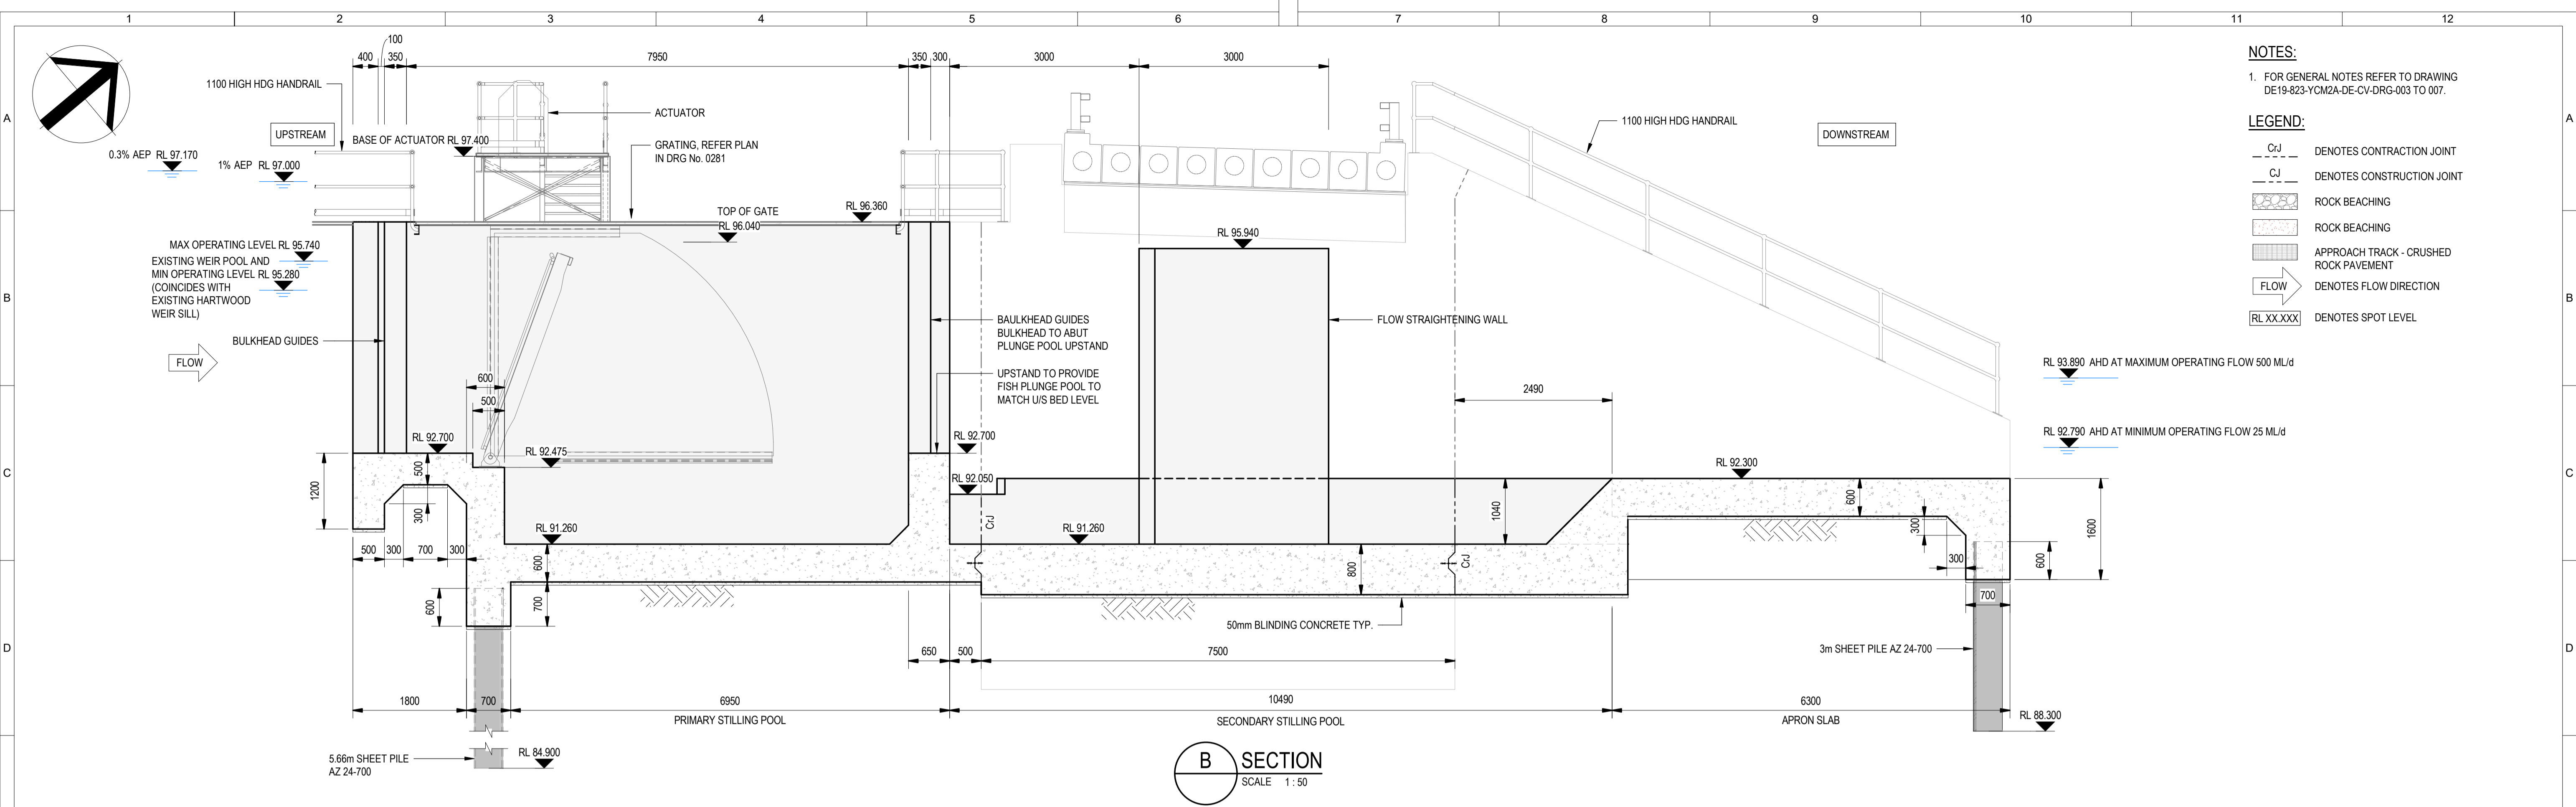 1 2 3 4 5 6 7 8 9 10 11 12
A
B
C
D
A
B
C
D
100
400 350 7950 350 300 3000 3000
1100 HIGH HDG HANDRAIL
ACTUATOR
UPSTREAM
BASE OF ACTUATOR RL 97.400
GRATING, REFER PLAN
IN DRG No. 0281
0.3% AEP RL 97.170
1% AEP RL 97.000
1100 HIGH HDG HANDRAIL
DOWNSTREAM
TOP OF GATE
RL 96.040
RL 96.360
RL 95.940
MAX OPERATING LEVEL RL 95.740
EXISTING WEIR POOL AND
MIN OPERATING LEVEL RL 95.280
(COINCIDES WITH
EXISTING HARTWOOD
WEIR SILL)
BULKHEAD GUIDES
FLOW
BAULKHEAD GUIDES
BULKHEAD TO ABUT
PLUNGE POOL UPSTAND
FLOW STRAIGHTENING WALL
UPSTAND TO PROVIDE
FISH PLUNGE POOL TO
MATCH U/S BED LEVEL
600
500
2490
RL 93.890 AHD AT MAXIMUM OPERATING FLOW 500 ML/d
RL 92.790 AHD AT MINIMUM OPERATING FLOW 25 ML/d
RL 92.700
RL 92.475
RL 92.700
RL 92.050
RL 92.300
1200
500
300
500 300 700 300
RL 91.260
RL 91.260
CrJ
CrJ
1040
600
300
300
600
1600
700
600
700
600
800
50mm BLINDING CONCRETE TYP.
650 500 7500
3m SHEET PILE AZ 24-700
1800 700 6950 10490 6300
PRIMARY STILLING POOL
SECONDARY STILLING POOL
APRON SLAB
RL 88.300
5.66m SHEET PILE
AZ 24-700
RL 84.900
B SECTION
SCALE 1 : 50
NOTES:
1. FOR GENERAL NOTES REFER TO DRAWING
DE19-823-YCM2A-DE-CV-DRG-003 TO 007.
LEGEND:
CrJ DENOTES CONTRACTION JOINT
CJ DENOTES CONSTRUCTION JOINT
ROCK BEACHING
ROCK BEACHING
APPROACH TRACK - CRUSHED
ROCK PAVEMENT
FLOW DENOTES FLOW DIRECTION
RL XX.XXX DENOTES SPOT LEVEL